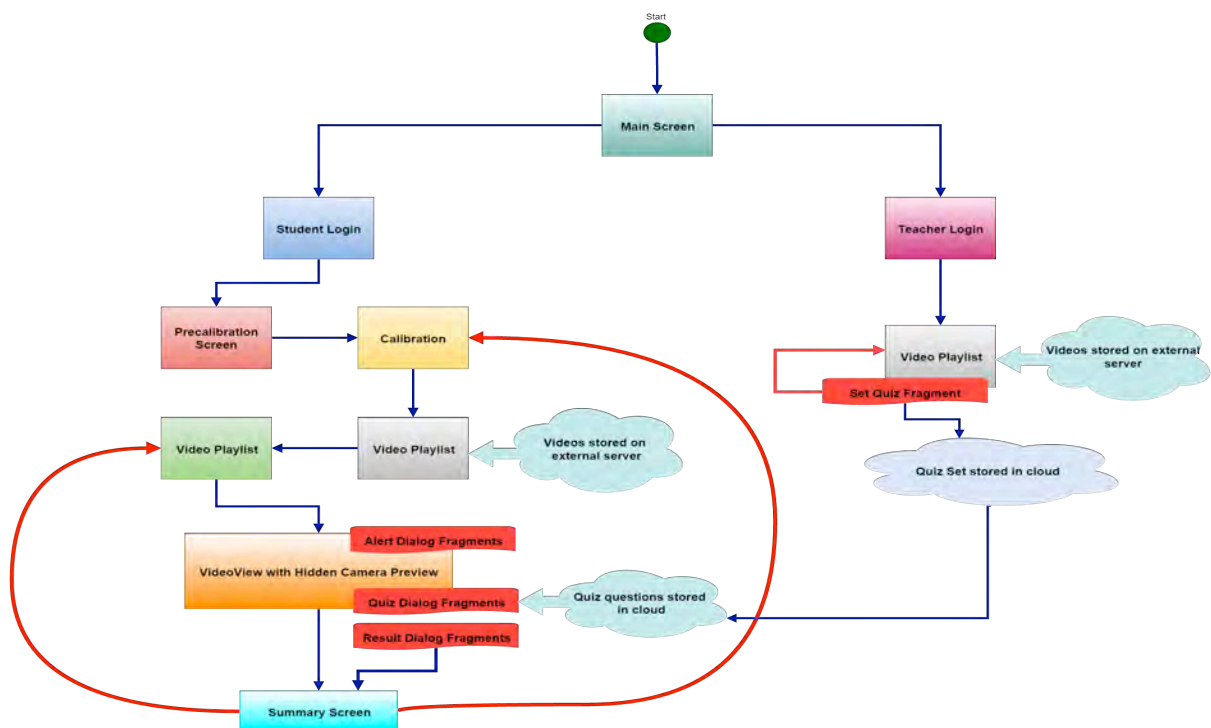 Start
Main Screen
Student Login
Teacher Login
Precalibration
Screen
Calibration
Video Playlist
Videos stored on external
server
Set Quiz Fragment
Video Playlist
Video Playlist
Videos stored on
external server
Quiz Set stored in cloud
Alert Dialog Fragments
VideoView with Hidden Camera Preview
Quiz Dialog Fragments
Quiz questions stored
in cloud
Result Dialog Fragments
Summary Screen